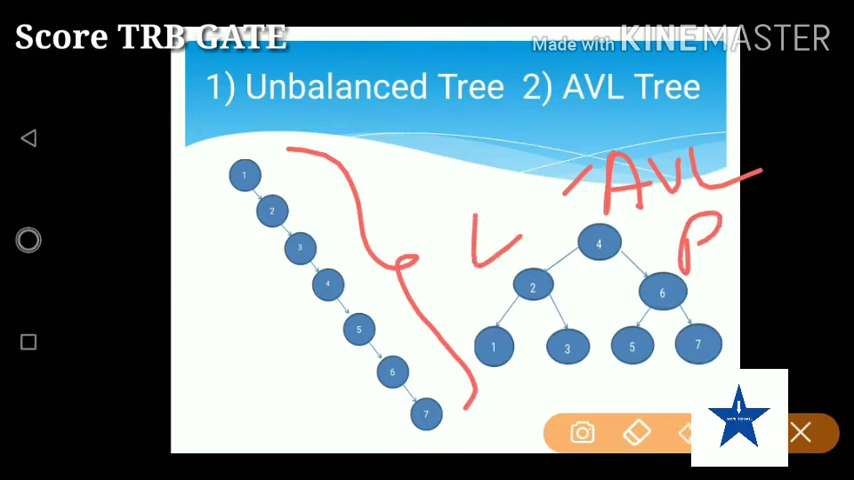 Score TRB GATE
Made with KINEMASTER
1) Unbalanced Tree 2) AVL Tree
1
2
3
4
5
6
7
AVL
L
R
4
2
6
1
3
5
7